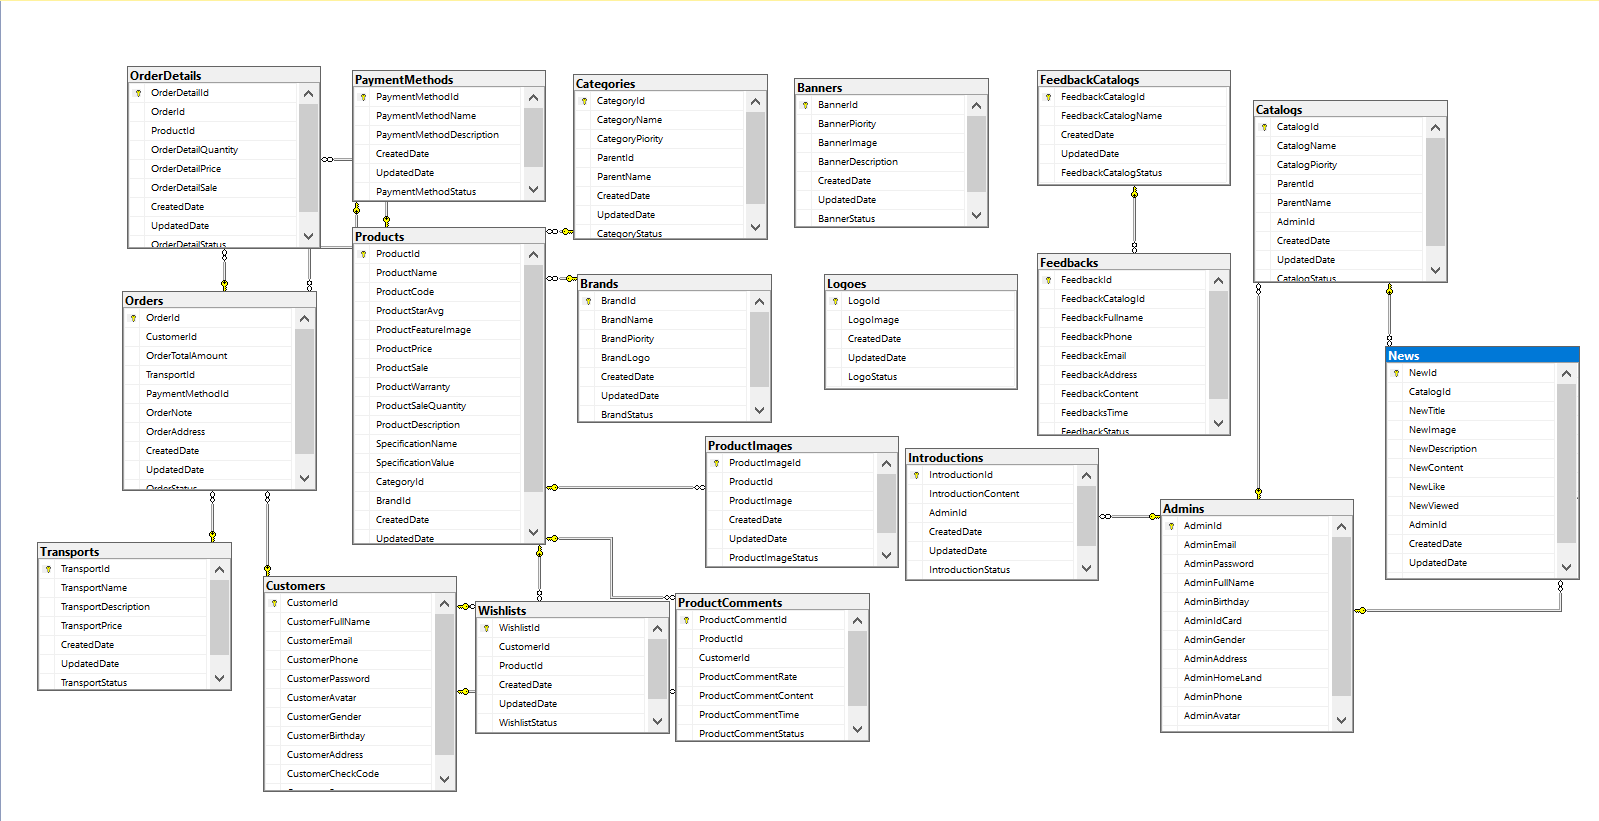 OrderDetails
OrderDetailId
OrderId
ProductId
OrderDetailQuantity
OrderDetailPrice
OrderDetailSale
CreatedDate
UpdatedDate
OrderDetailStatus
PaymentMethods
PaymentMethodId
PaymentMethodName
PaymentMethodDescription
CreatedDate
UpdatedDate
PaymentMethodStatus
Categories
CategoryId
CategoryName
CategoryPiority
ParentId
ParentName
CreatedDate
UpdatedDate
CategoryStatus
Banners
BannerId
BannerPiority
BannerImage
BannerDescription
CreatedDate
UpdatedDate
BannerStatus
FeedbackCatalogs
FeedbackCatalogId
FeedbackCatalogName
CreatedDate
UpdatedDate
FeedbackCatalogStatus
Catalogs
CatalogId
CatalogName
CatalogPiority
ParentId
ParentName
AdminId
CreatedDate
UpdatedDate
CatalogStatus
Products
ProductId
ProductName
ProductCode
ProductStarAvg
ProductFeatureImage
ProductPrice
ProductSale
ProductWarranty
ProductSaleQuantity
ProductDescription
SpecificationName
SpecificationValue
CategoryId
BrandId
CreatedDate
UpdatedDate
Feedbacks
FeedbackId
FeedbackCatalogId
FeedbackFullname
FeedbackPhone
FeedbackEmail
FeedbackAddress
FeedbackContent
FeedbacksTime
FeedbackStatus
Brands
BrandId
BrandName
BrandPiority
BrandLogo
CreatedDate
UpdatedDate
BrandStatus
Logoes
LogoId
LogoImage
CreatedDate
UpdatedDate
LogoStatus
Orders
OrderId
CustomerId
OrderTotalAmount
TransportId
PaymentMethodId
OrderNote
OrderAddress
CreatedDate
UpdatedDate
OrderStatus
News
NewId
CatalogId
NewTitle
NewImage
NewDescription
NewContent
NewLike
NewViewed
AdminId
CreatedDate
UpdatedDate
ProductImages
ProductImageId
ProductId
ProductImage
CreatedDate
UpdatedDate
ProductImageStatus
Introductions
IntroductionId
IntroductionContent
AdminId
CreatedDate
UpdatedDate
IntroductionStatus
Admins
AdminId
AdminEmail
AdminPassword
AdminFullName
AdminBirthday
AdminIdCard
AdminGender
AdminAddress
AdminHomeLand
AdminPhone
AdminAvatar
Transports
TransportId
TransportName
TransportDescription
TransportPrice
CreatedDate
UpdatedDate
TransportStatus
Customers
CustomerId
CustomerFullName
CustomerEmail
CustomerPhone
CustomerPassword
CustomerAvatar
CustomerGender
CustomerBirthday
CustomerAddress
CustomerCheckCode
Wishlists
WishlistId
CustomerId
ProductId
CreatedDate
UpdatedDate
WishlistStatus
ProductComments
ProductCommentId
ProductId
CustomerId
ProductCommentRate
ProductCommentContent
ProductCommentTime
ProductCommentStatus